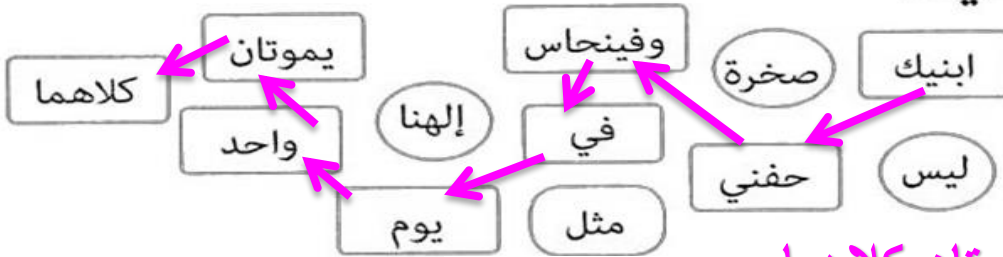 ابنيك صخرة وفينحاس يموتان كلاهما
ليس حفني في إلهنا واحد
مثل يوم